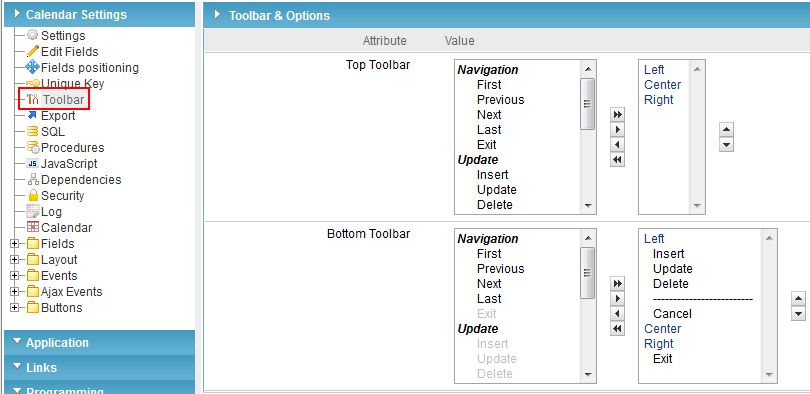 Calendar Settings
Settings
Edit Fields
Fields positioning
Unique Key
Toolbar
Export
SQL
Procedures
JS JavaScript
Dependencies
Security
Log
Calendar
Fields
Layout
Events
Ajax Events
Buttons
Application
Links
Programming
Toolbar & Options
Attribute Value
Top Toolbar
Navigation
First
Previous
Next
Last
Exit
Update
Insert
Update
Delete
Left
Center
Right
Bottom Toolbar
Navigation
First
Previous
Next
Last
Exit
Update
Insert
Update
Delete
Left
Insert
Update
Delete
-------------------------
Cancel
Center
Right
Exit